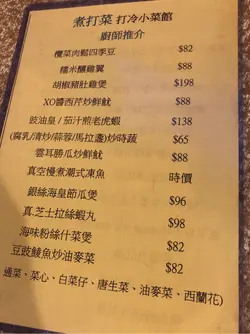 煮打菜 打冷小菜館
廚師推介
欖菜肉鬆四季豆 $82
糯米釀雞翼 $88
胡椒豬肚雞煲 $198
XO醬西芹炒鮮魷 $88
豉油皇/茄汁煎老虎蝦 $138
(腐乳/清炒/蒜蓉/馬拉盞)炒時蔬 $65
雲耳勝瓜炒鮮魷 $88
真空慢煮潮式凍魚 時價
銀絲海皇節瓜煲 $96
真.芝士拉絲蝦丸 $98
海味粉絲什菜煲 $82
豆豉鯪魚炒油麥菜 $82
通菜、菜心、白菜仔、唐生菜、油麥菜、西蘭花)